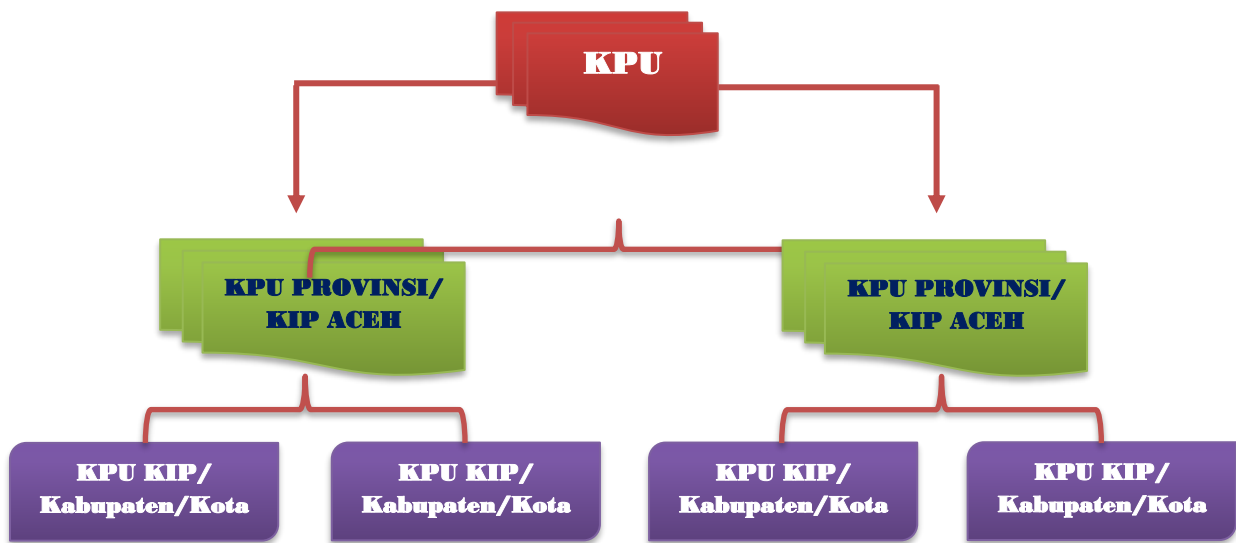 KPU
KPU PROVINSI/
KIP ACEH
KPU PROVINSI/
KIP ACEH
KPU KIP/
Kabupaten/Kota
KPU KIP/
Kabupaten/Kota
KPU KIP/
Kabupaten/Kota
KPU KIP/
Kabupaten/Kota